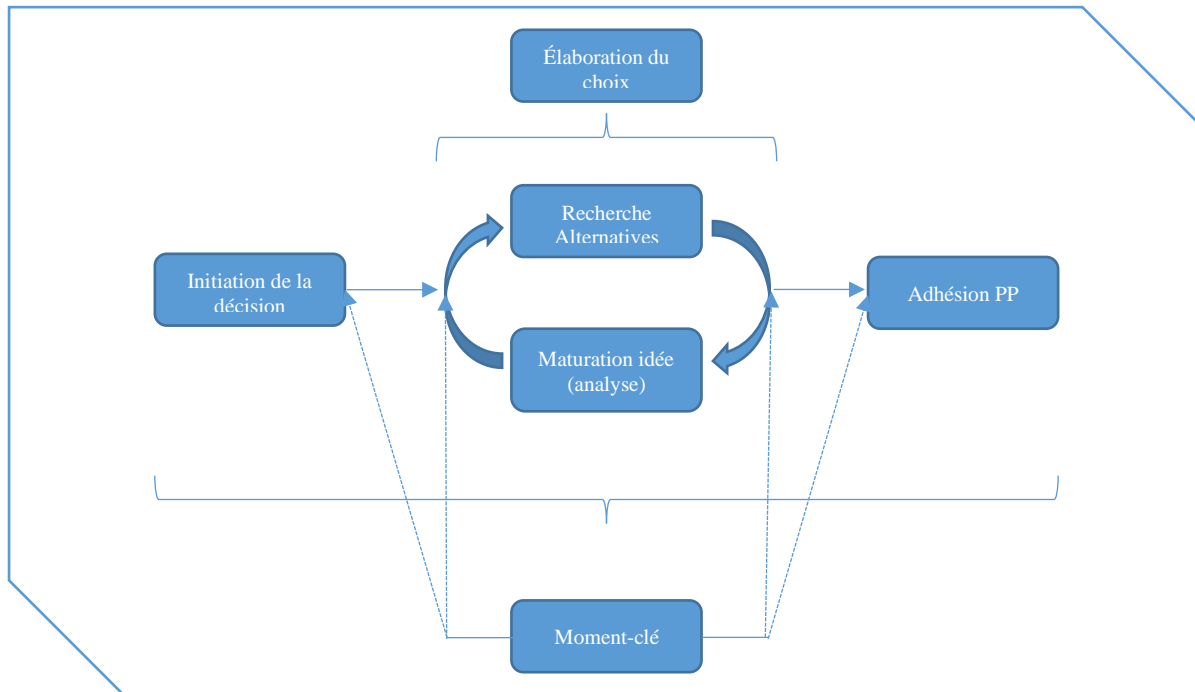 Élaboration du
choix
Recherche
Alternatives
Initiation de la
décision
Adhésion PP
Maturation idée
(analyse)
Moment-clé